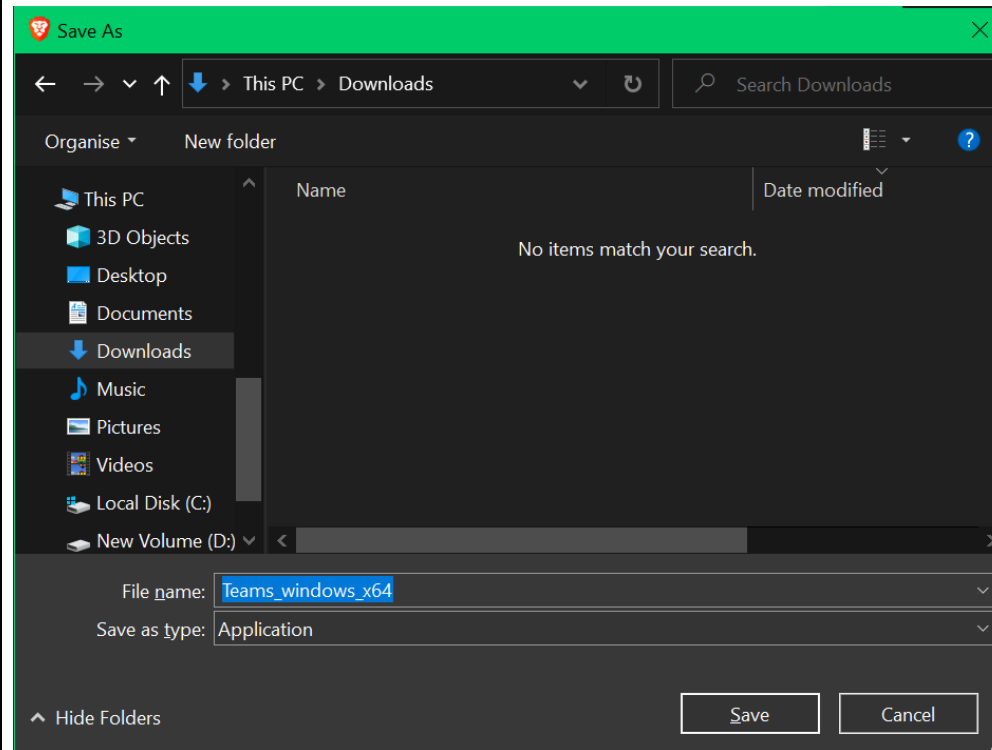 Save As
This PC > Downloads
Search Downloads
Organise
New folder
?
Name
Date modified
This PC
3D Objects
Desktop
Documents
Downloads
Music
Pictures
Videos
Local Disk (C:)
New Volume (D:)
No items match your search.
File name: Teams_windows_x64
Save as type: Application
Hide Folders
Save
Cancel